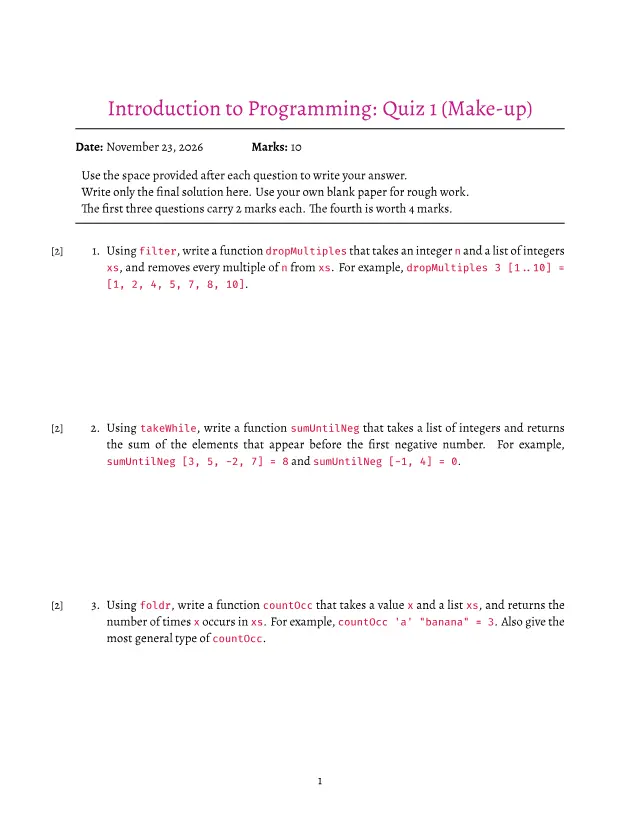 Introduction to Programming: Quiz 1 (Make-up)
Date: November 23, 2026 Marks: 10
Use the space provided after each question to write your answer.
Write only the final solution here. Use your own blank paper for rough work.
The first three questions carry 2 marks each. The fourth is worth 4 marks.
[2] 1. Using filter, write a function dropMultiples that takes an integer n and a list of integers
xs, and removes every multiple of n from xs. For example, dropMultiples 3 [1..10] =
[1, 2, 4, 5, 7, 8, 10].
[2] 2. Using takeWhile, write a function sumUntilNeg that takes a list of integers and returns
the sum of the elements that appear before the first negative number. For example,
sumUntilNeg [3, 5, -2, 7] = 8 and sumUntilNeg [-1, 4] = 0.
[2] 3. Using foldr, write a function countOcc that takes a value x and a list xs, and returns the
number of times x occurs in xs. For example, countOcc 'a' "banana" = 3. Also give the
most general type of countOcc.
1